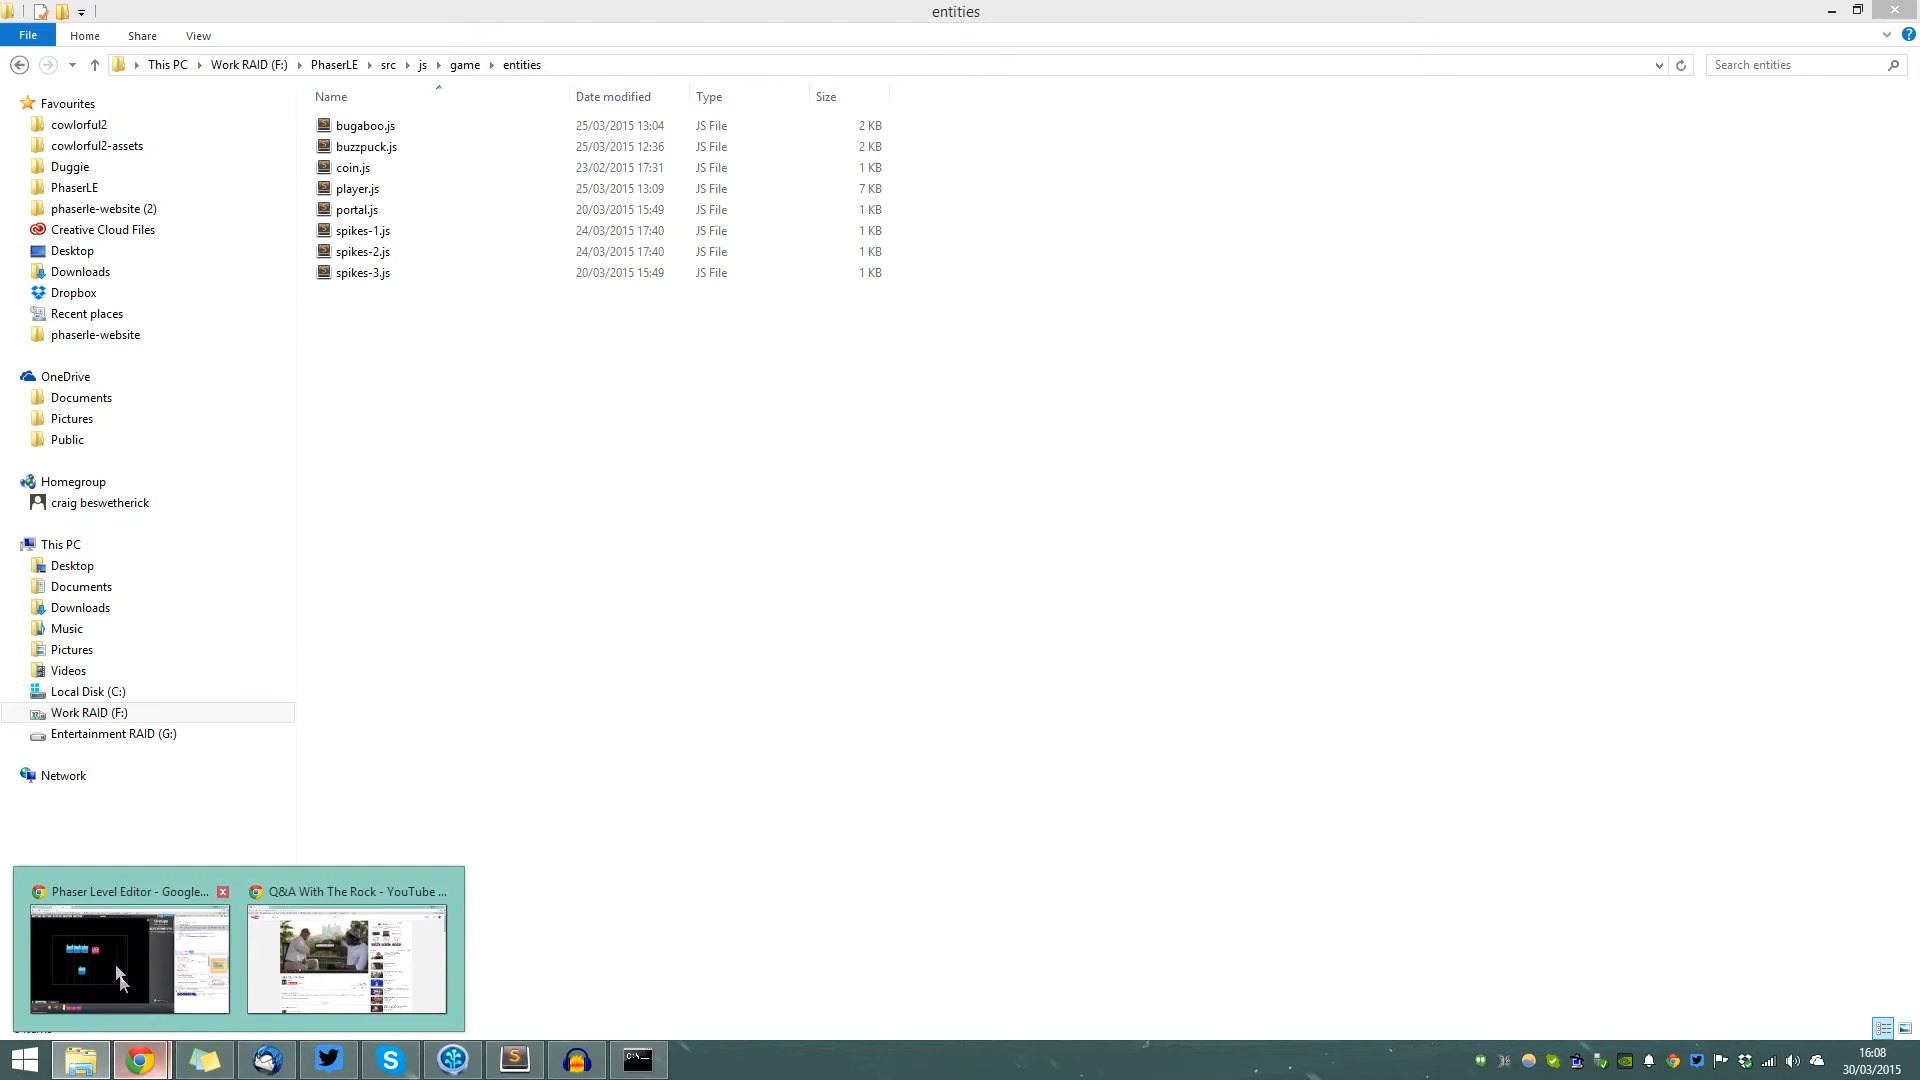 entities
File Home Share View
This PC Work RAID (F:) PhaserLE src js game entities
Search entities
Name Date modified Type Size
bugaboo.js 25/03/2015 13:04 JS File 2 KB
buzzpuck.js 25/03/2015 12:36 JS File 2 KB
coin.js 23/02/2015 17:31 JS File 1 KB
player.js 25/03/2015 13:09 JS File 7 KB
portal.js 20/03/2015 15:49 JS File 1 KB
spikes-1.js 24/03/2015 17:40 JS File 1 KB
spikes-2.js 24/03/2015 17:40 JS File 1 KB
spikes-3.js 20/03/2015 15:49 JS File 1 KB
Favourites
cowlorful2
cowlorful2-assets
Duggie
PhaserLE
phaserle-website (2)
Creative Cloud Files
Desktop
Downloads
Dropbox
Recent places
phaserle-website
OneDrive
Documents
Pictures
Public
Homegroup
craig beswetherick
This PC
Desktop
Documents
Downloads
Music
Pictures
Videos
Local Disk (C:)
Work RAID (F:)
Entertainment RAID (G:)
Network
Phaser Level Editor - Google...
Q&A With The Rock - YouTube ...
16:08
30/03/2015